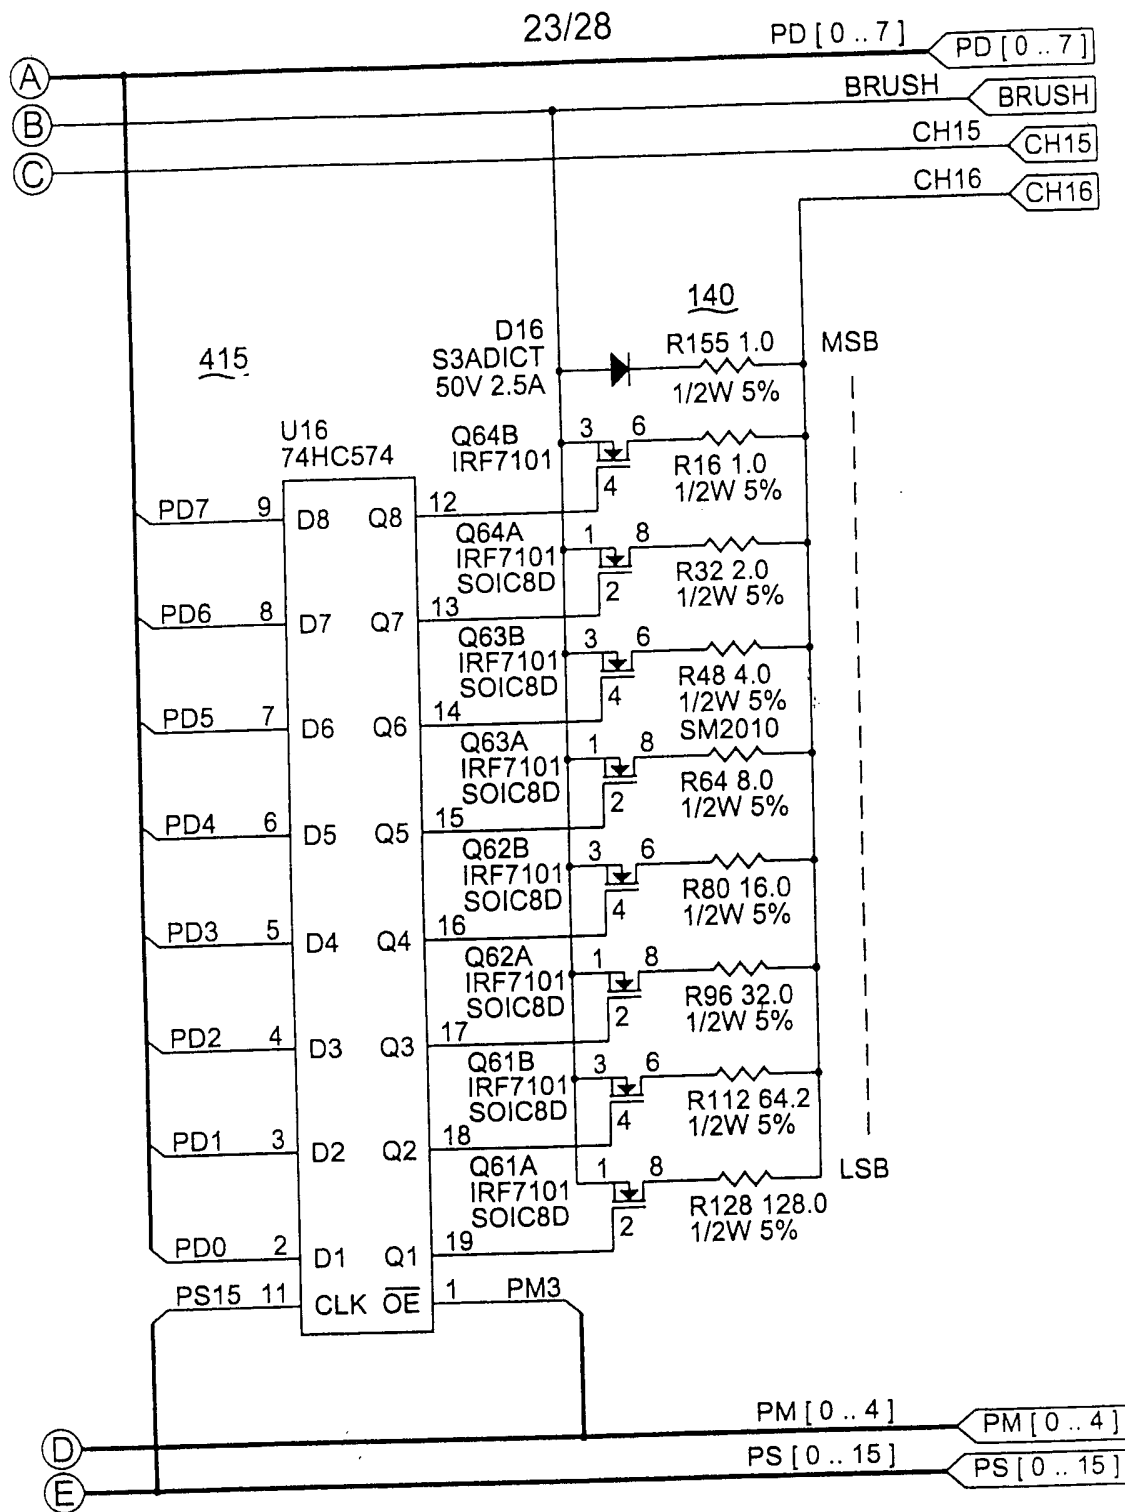 23/28
PD [ 0 .. 7 ]
PD [ 0 .. 7 ]
A
BRUSH
BRUSH
B
CH15
CH15
C
CH16
CH16
140
415
D16
S3ADICT
50V 2.5A
R155 1.0
1/2W 5%
MSB
U16
74HC574
Q64B
IRF7101
3
6
4
R16 1.0
1/2W 5%
PD7
9
D8
Q8
12
Q64A
IRF7101
SOIC8D
1
8
2
R32 2.0
1/2W 5%
PD6
8
D7
Q7
13
Q63B
IRF7101
SOIC8D
3
6
4
R48 4.0
1/2W 5%
SM2010
PD5
7
D6
Q6
14
Q63A
IRF7101
SOIC8D
1
8
2
R64 8.0
1/2W 5%
PD4
6
D5
Q5
15
Q62B
IRF7101
SOIC8D
3
6
4
R80 16.0
1/2W 5%
PD3
5
D4
Q4
16
Q62A
IRF7101
SOIC8D
1
8
2
R96 32.0
1/2W 5%
PD2
4
D3
Q3
17
Q61B
IRF7101
SOIC8D
3
6
4
R112 64.2
1/2W 5%
PD1
3
D2
Q2
18
Q61A
IRF7101
SOIC8D
1
8
2
R128 128.0
1/2W 5%
LSB
PD0
2
D1
Q1
19
PS15
11
CLK
OE
1
PM3
PM [ 0 .. 4 ]
PM [ 0 .. 4 ]
D
PS [ 0 .. 15 ]
PS [ 0 .. 15 ]
E